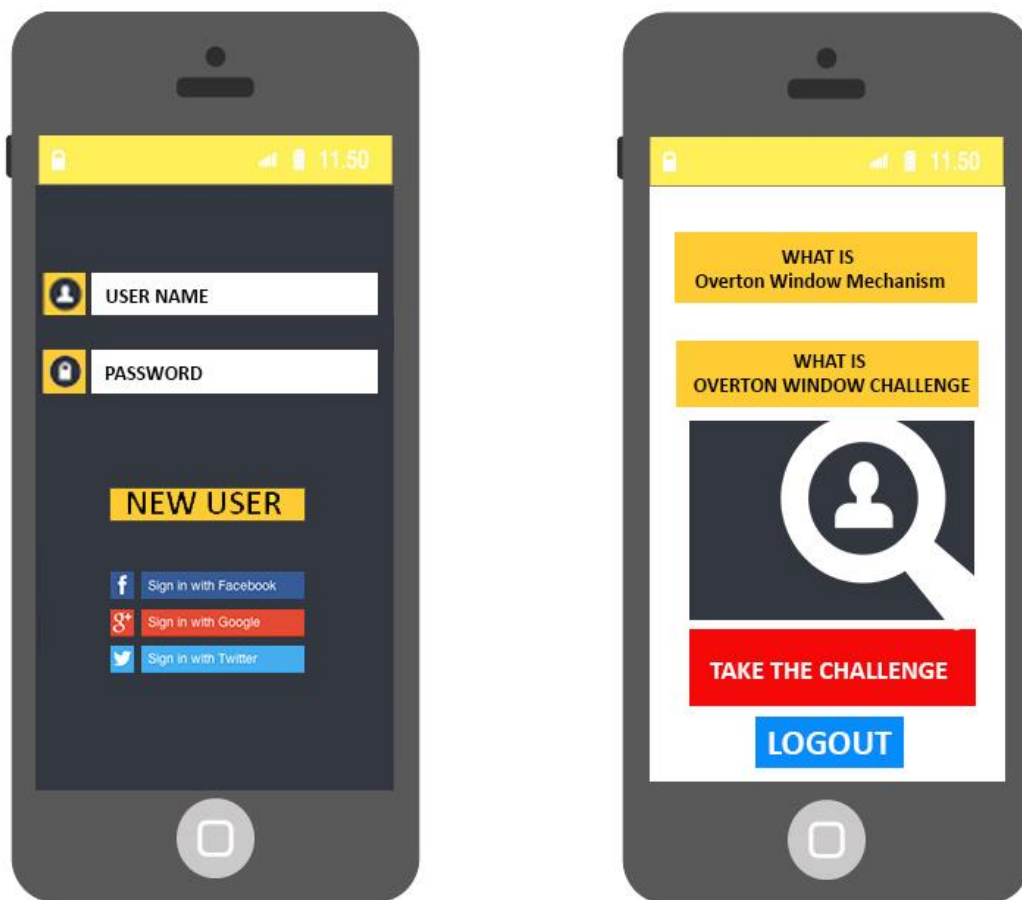 11.50
USER NAME
PASSWORD
NEW USER
f Sign in with Facebook
g+ Sign in with Google
Sign in with Twitter
11.50
WHAT IS
Overton Window Mechanism
WHAT IS
OVERTON WINDOW CHALLENGE
TAKE THE CHALLENGE
LOGOUT